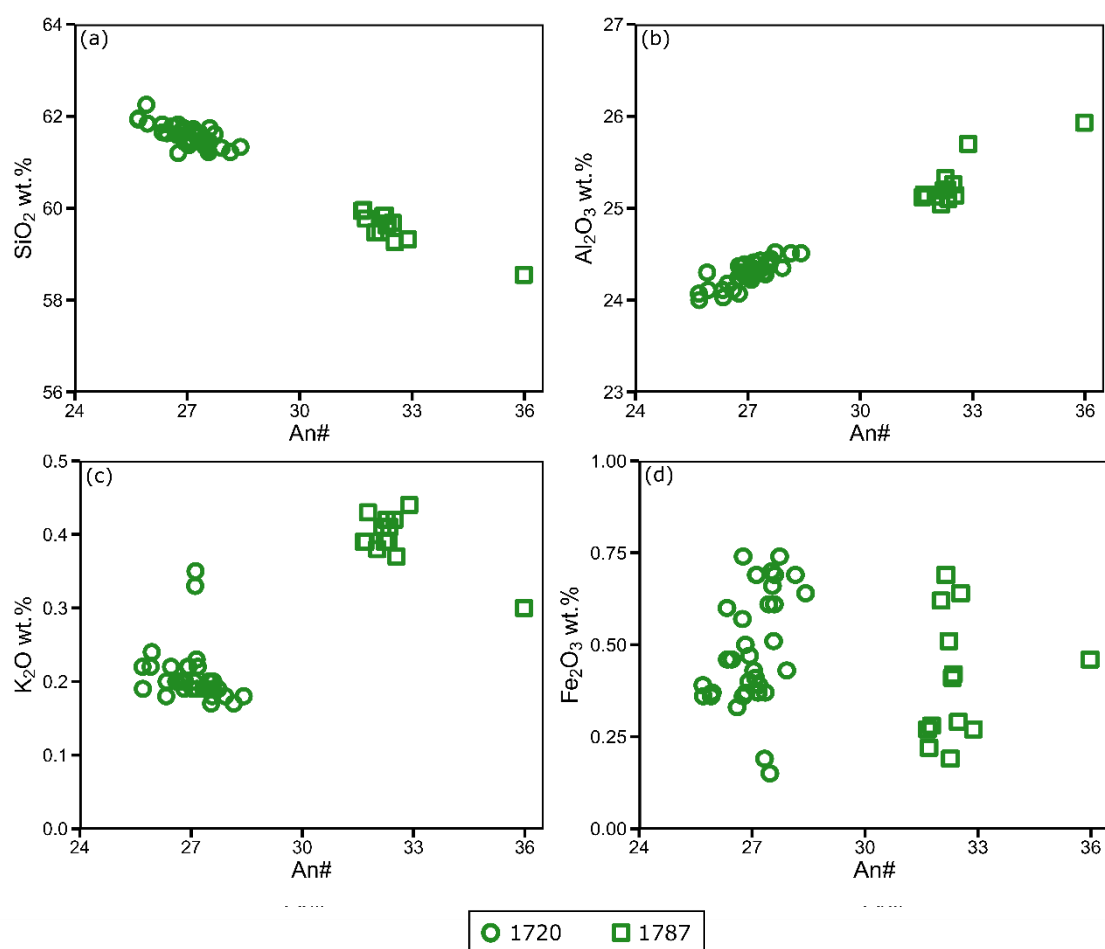 (a)
SiO₂ wt.%
64
62
60
58
56
24 27 30 33 36
An#
(b)
Al₂O₃ wt.%
27
26
25
24
23
24 27 30 33 36
An#
(c)
K₂O wt.%
0.5
0.4
0.3
0.2
0.1
0.0
24 27 30 33 36
An#
(d)
Fe₂O₃ wt.%
1.00
0.75
0.50
0.25
0.00
24 27 30 33 36
An#
1720 1787